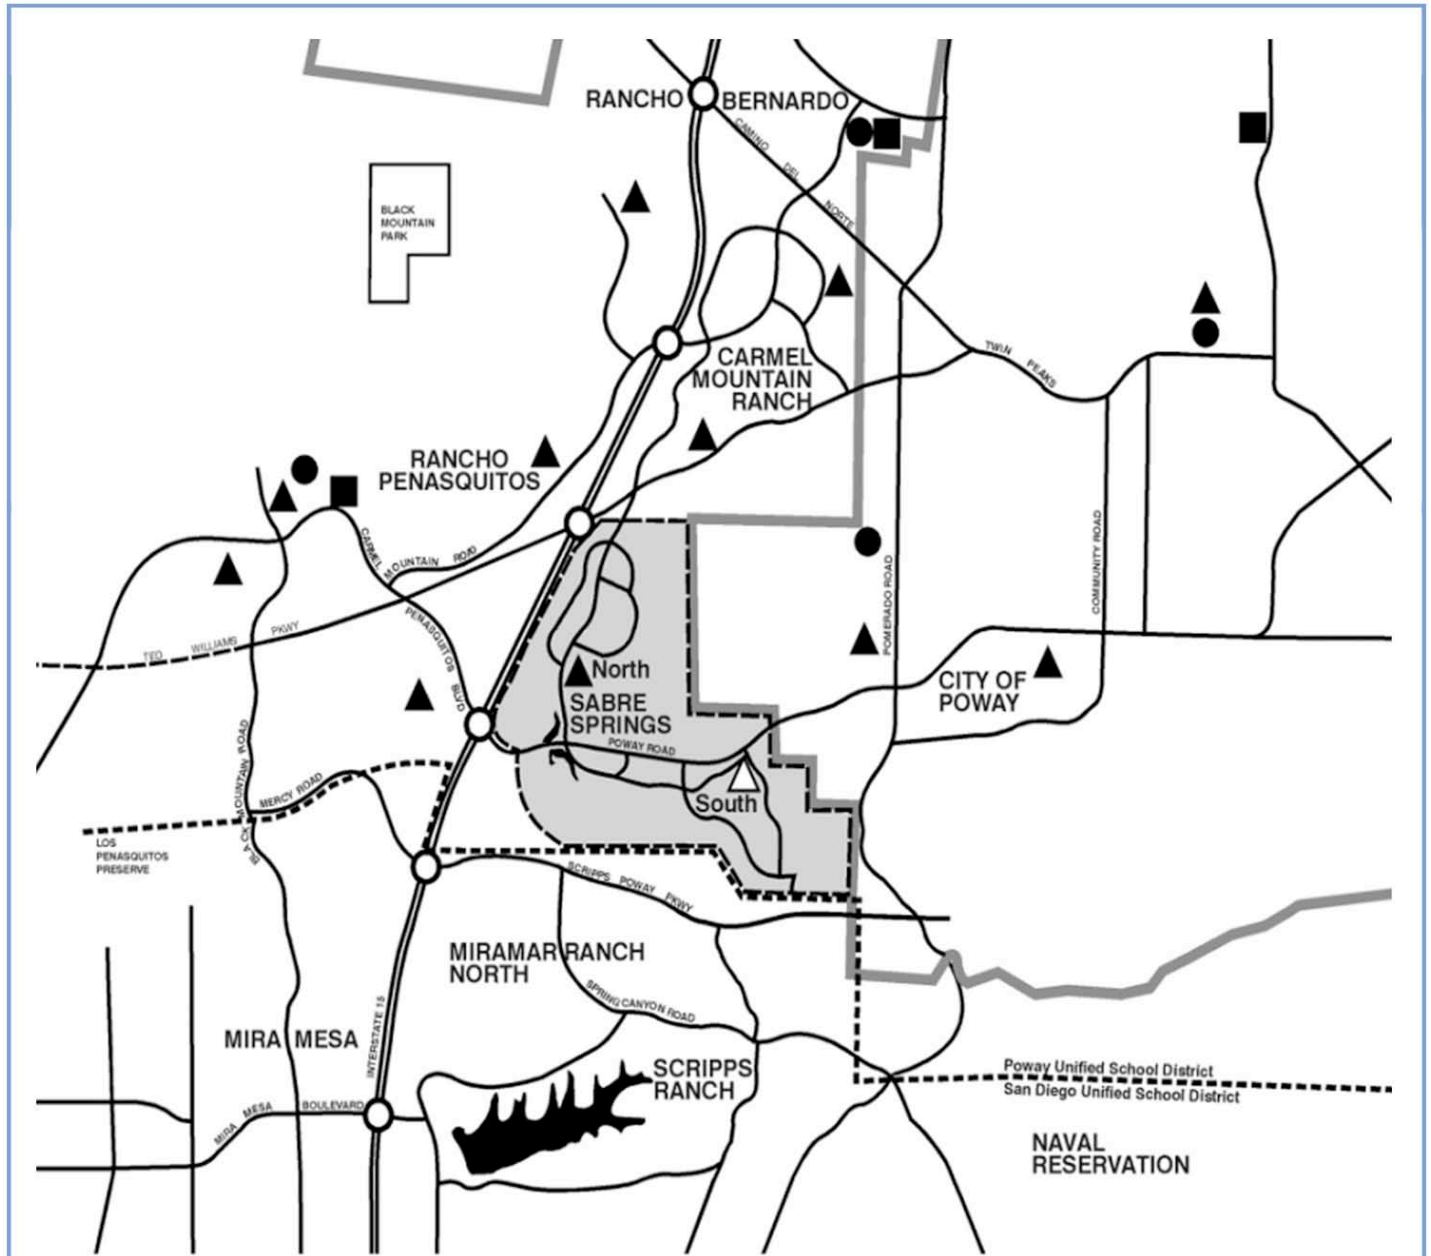 RANCHO BERNARDO
CAMINO DEL NORTE
BLACK
MOUNTAIN
PARK
CARMEL
MOUNTAIN
RANCH
TWIN PEAKS
RANCHO
PENASQUITOS
CARMEL MOUNTAIN ROAD
COMMUNITY ROAD
POMERADO ROAD
TED WILLIAMS PKWY
PENASQUITOS BLVD
North
SABRE
SPRINGS
CITY OF
POWAY
POWAY ROAD
BLACK MOUNTAIN ROAD
MERCY ROAD
South
LOS
PENASQUITOS
PRESERVE
SCRIPPS POWAY PKWY
MIRAMAR RANCH
NORTH
SPRING CANYON ROAD
INTERSTATE 15
MIRA MESA
SCRIPPS
RANCH
Poway Unified School District
San Diego Unified School District
MIRA MESA BOULEVARD
NAVAL
RESERVATION